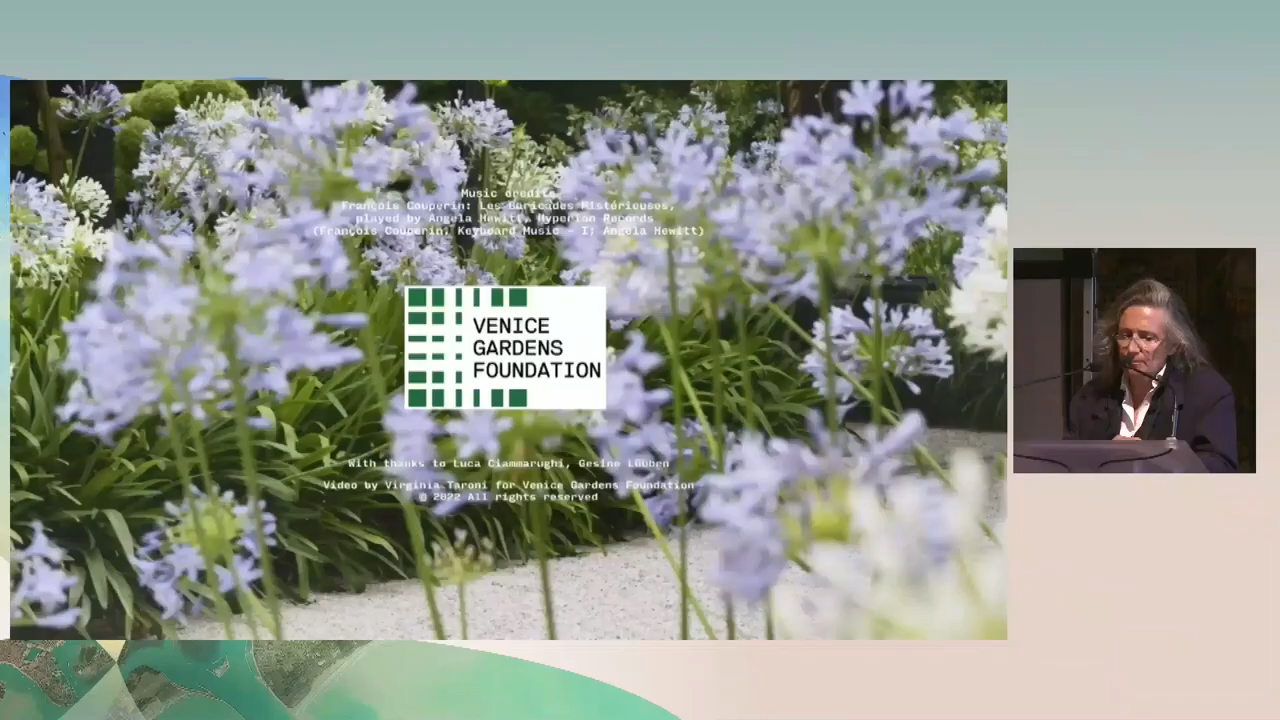 Music credits
François Couperin: Les Baricades Mistérieuses,
played by Angela Hewitt, Hyperion Records
(François Couperin, Keyboard Music - I; Angela Hewitt)
VENICE
GARDENS
FOUNDATION
With thanks to Luca Ciammarughi, Gesine Lübben
Video by Virginia Taroni for Venice Gardens Foundation
© 2022 All rights reserved